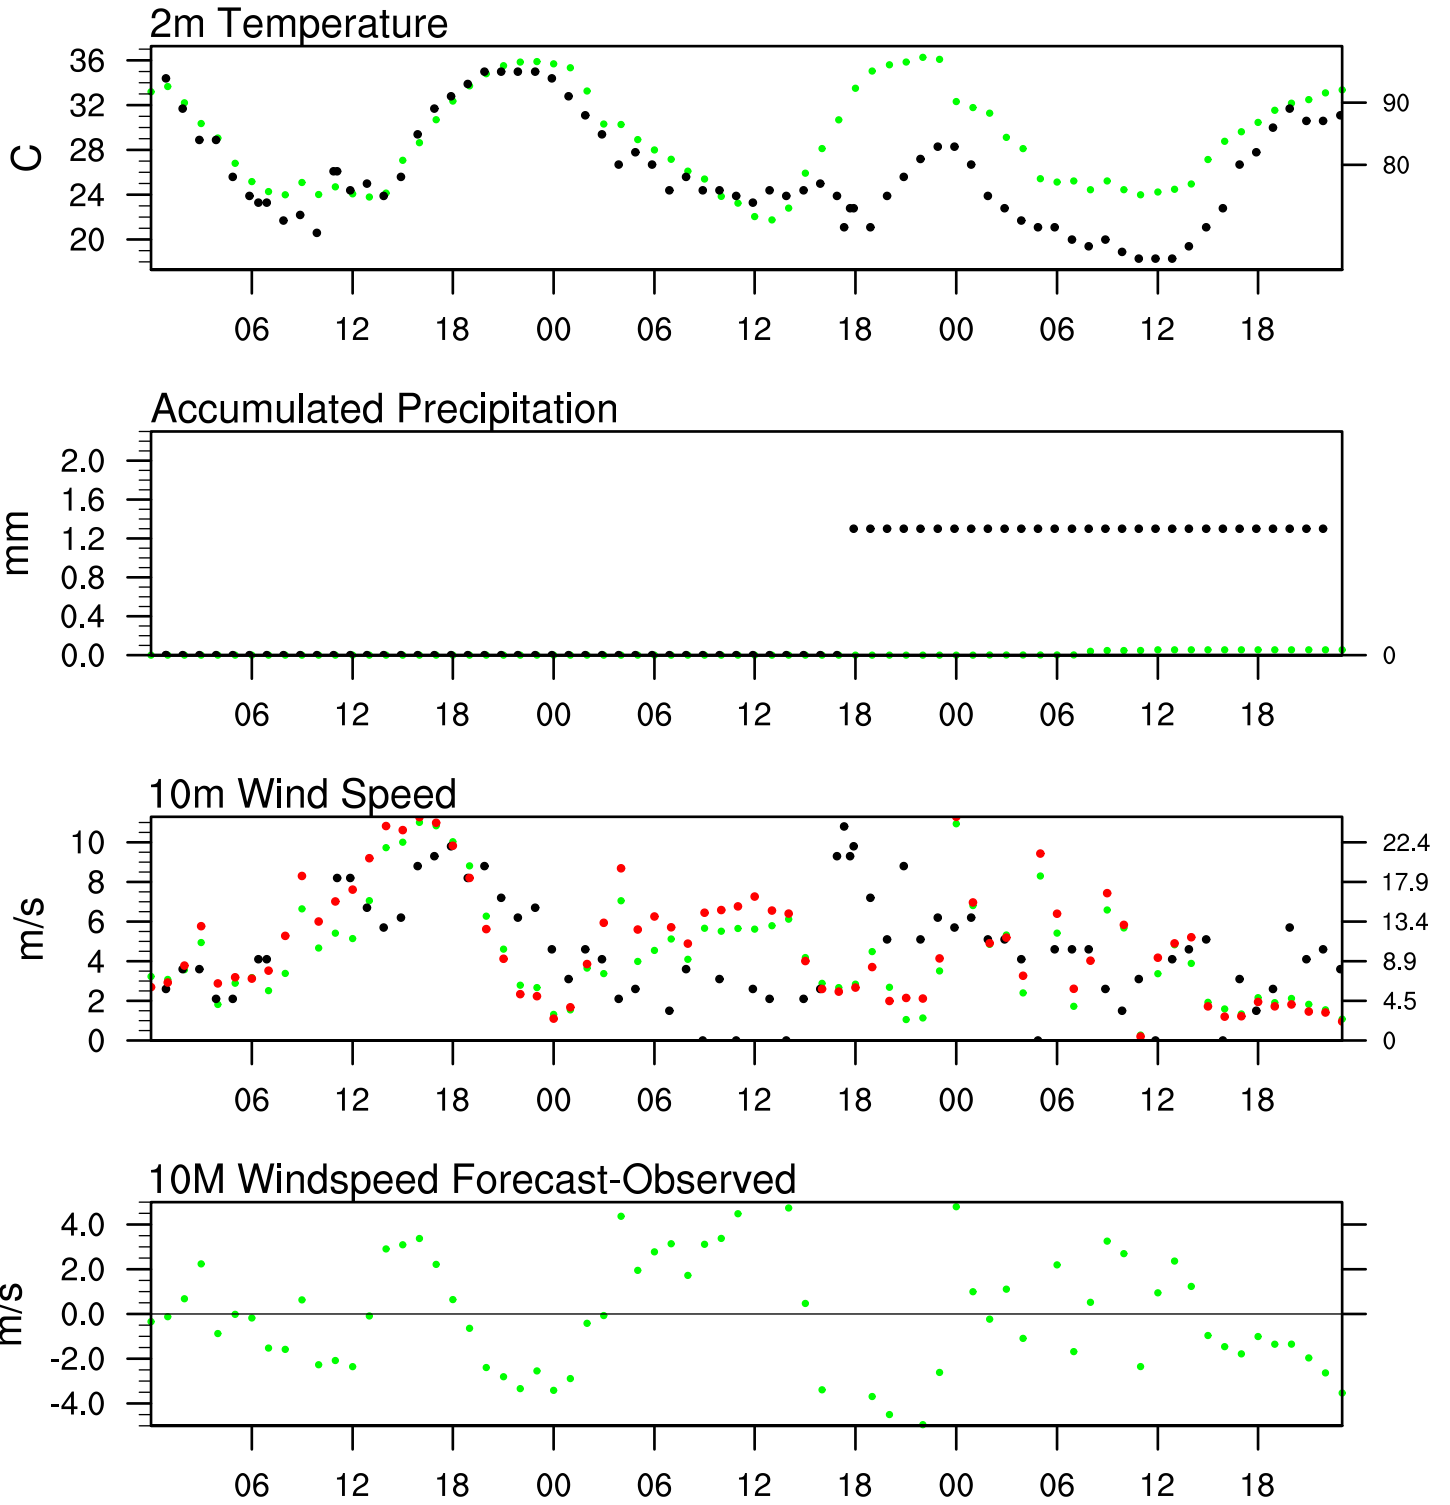 2m Temperature
36
32
28
24
20
C
90
80
06 12 18 00 06 12 18 00 06 12 18
Accumulated Precipitation
2.0
1.6
1.2
0.8
0.4
0.0
mm
0
06 12 18 00 06 12 18 00 06 12 18
10m Wind Speed
10
8
6
4
2
0
m/s
22.4
17.9
13.4
8.9
4.5
0
06 12 18 00 06 12 18 00 06 12 18
10M Windspeed Forecast-Observed
4.0
2.0
0.0
-2.0
-4.0
m/s
06 12 18 00 06 12 18 00 06 12 18